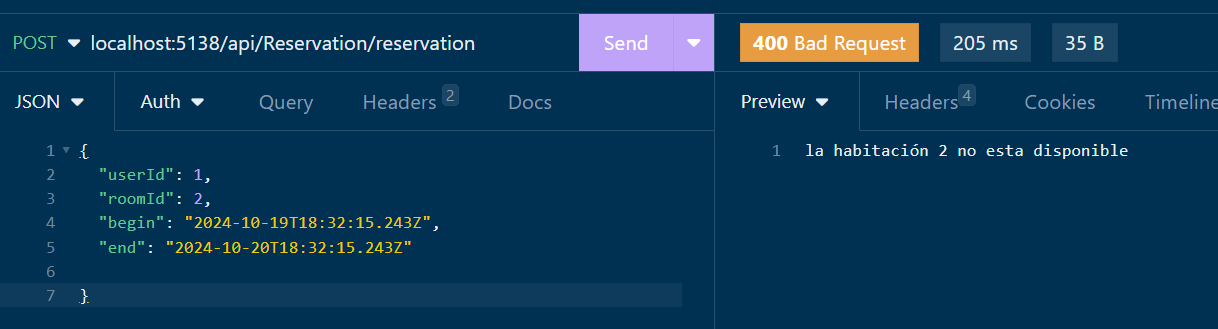 POST localhost:5138/api/Reservation/reservation Send 400 Bad Request 205 ms 35 B
JSON Auth Query Headers 2 Docs Preview Headers 4 Cookies Timeline
1 {
2 "userId": 1,
3 "roomId": 2,
4 "begin": "2024-10-19T18:32:15.243Z",
5 "end": "2024-10-20T18:32:15.243Z"
6
7 }
1 la habitación 2 no esta disponible